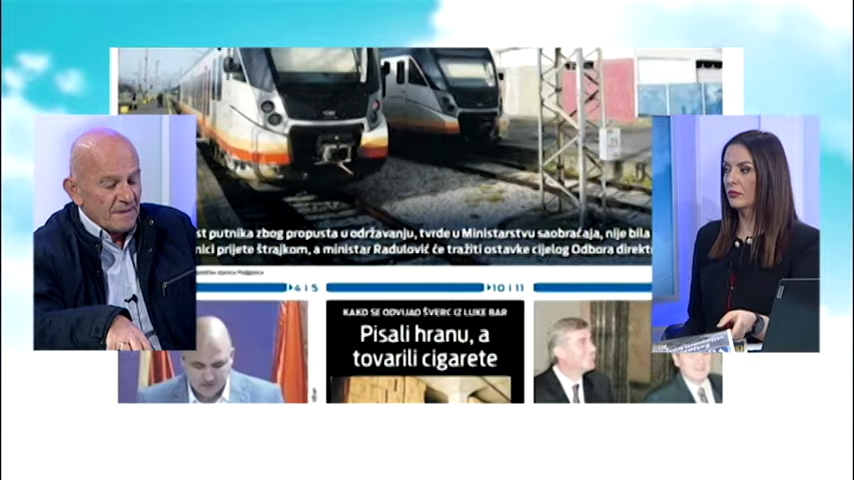 st putnika zbog propusta u održavanju, tvrde u Ministarstvu saobraćaja, nije bila
nici prijete štrajkom, a ministar Radulović će tražiti ostavke cijelog Odbora direkto
4 i 5
10 i 11
KAKO SE ODVIJAO ŠVERC IZ LUKE BAR
Pisali hranu, a
tovarili cigarete